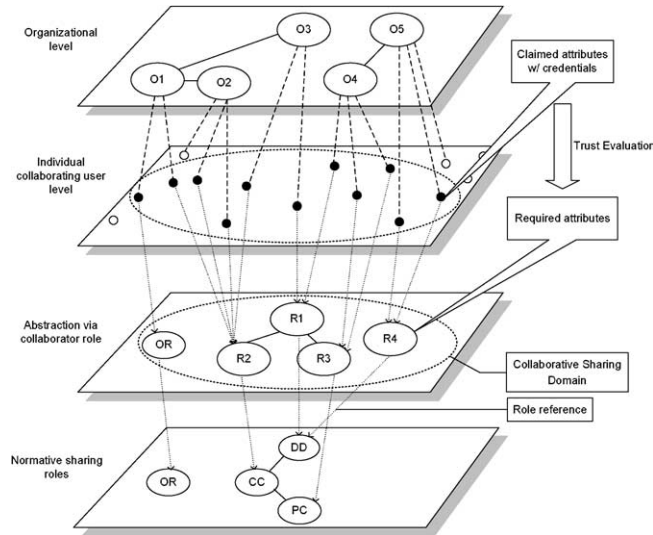 Organizational
level
O3
O5
O1
O2
O4
Claimed attributes
w/ credentials
Trust Evaluation
Individual
collaborating user
level
Required attributes
Abstraction via
collaborator role
R1
OR
R2
R3
R4
Collaborative Sharing
Domain
Role reference
Normative sharing
roles
DD
OR
CC
PC